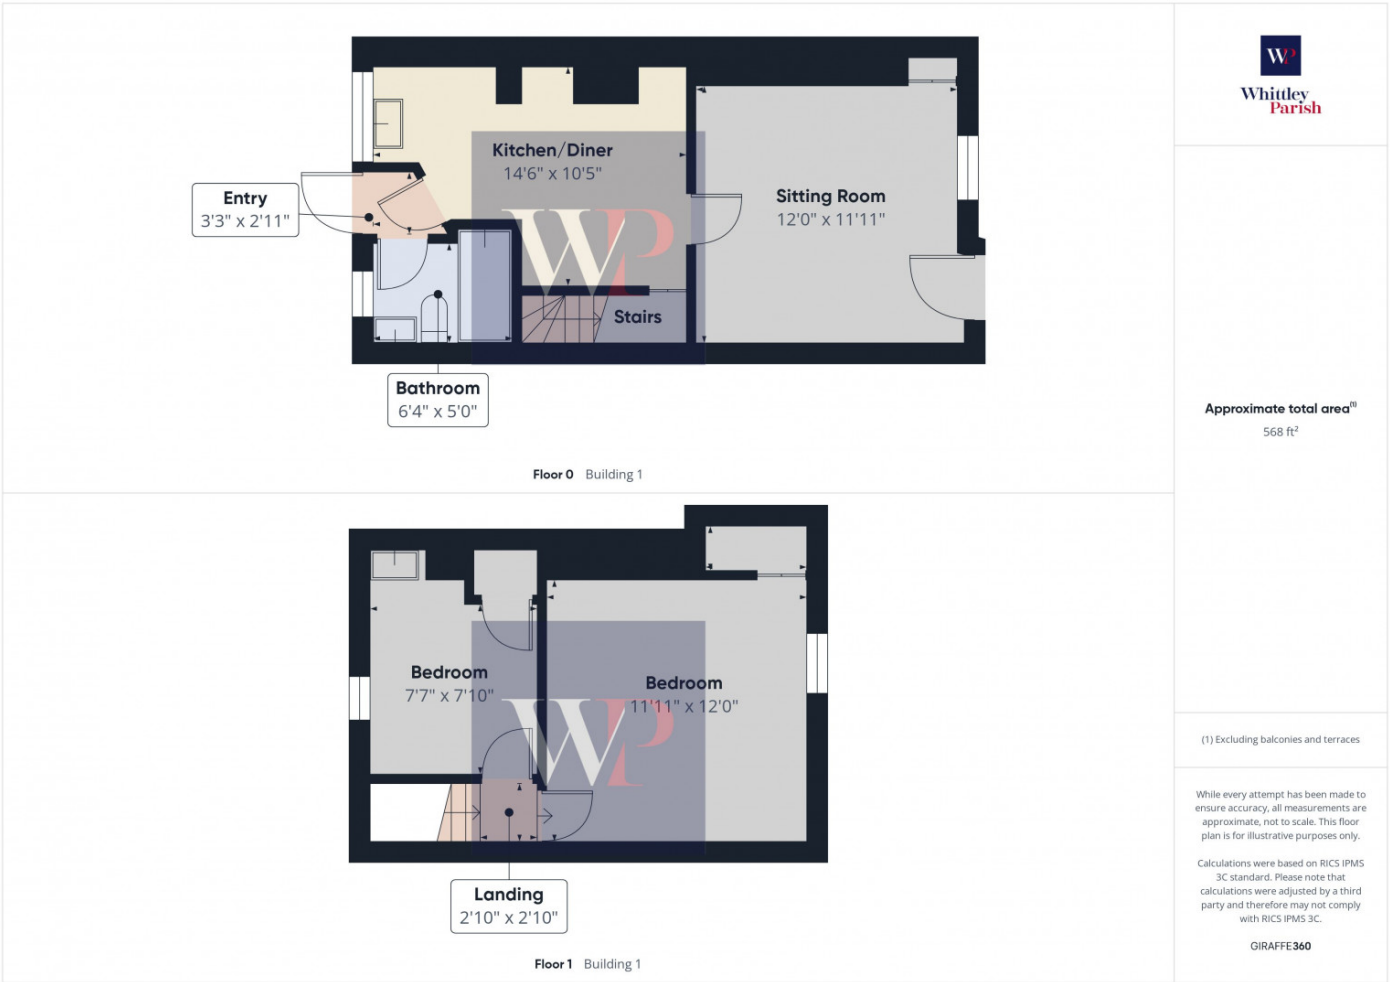 Kitchen/Diner
14'6" x 10'5"
Sitting Room
12'0" x 11'11"
Entry
3'3" x 2'11"
WP
Stairs
Bathroom
6'4" x 5'0"
Floor 0 Building 1
Bedroom
7'7" x 7'10"
Bedroom
11'11" x 12'0"
WP
Landing
2'10" x 2'10"
Floor 1 Building 1
WP
Whittley
Parish
Approximate total area(1)
568 ft²
(1) Excluding balconies and terraces
While every attempt has been made to
ensure accuracy, all measurements are
approximate, not to scale. This floor
plan is for illustrative purposes only.
Calculations were based on RICS IPMS
3C standard. Please note that
calculations were adjusted by a third
party and therefore may not comply
with RICS IPMS 3C.
GIRAFFE360